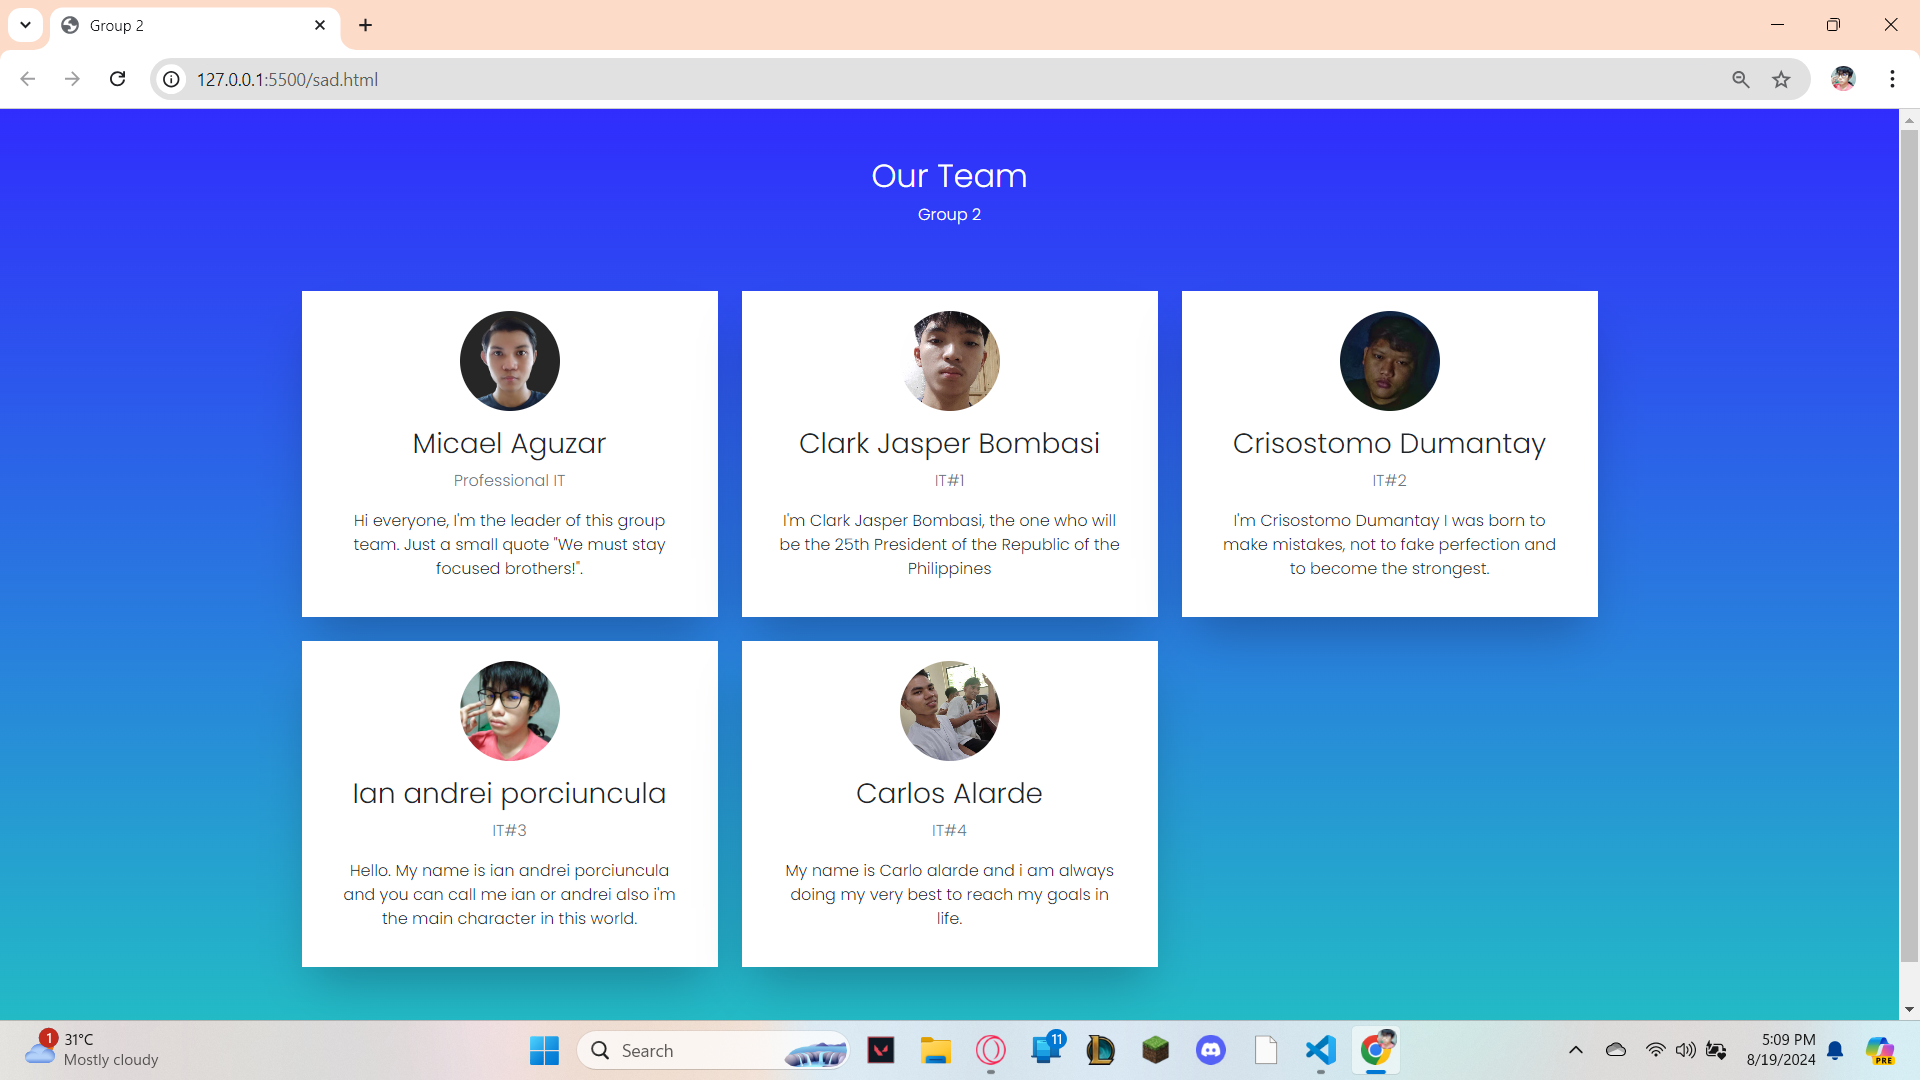 Group 2
127.0.0.1:5500/sad.html
Our Team
Group 2
Micael Aguzar
Professional IT
Hi everyone, I'm the leader of this group
team. Just a small quote "We must stay
focused brothers!".
Clark Jasper Bombasi
IT#1
I'm Clark Jasper Bombasi, the one who will
be the 25th President of the Republic of the
Philippines
Crisostomo Dumantay
IT#2
I'm Crisostomo Dumantay I was born to
make mistakes, not to fake perfection and
to become the strongest.
Ian andrei porciuncula
IT#3
Hello. My name is ian andrei porciuncula
and you can call me ian or andrei also i'm
the main character in this world.
Carlos Alarde
IT#4
My name is Carlo alarde and i am always
doing my very best to reach my goals in
life.
1
31°C
Mostly cloudy
Search
11
PRE
5:09 PM
8/19/2024